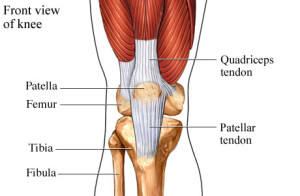 Front view
of knee
Quadriceps
tendon
Patella
Femur
Patellar
tendon
Tibia
Fibula